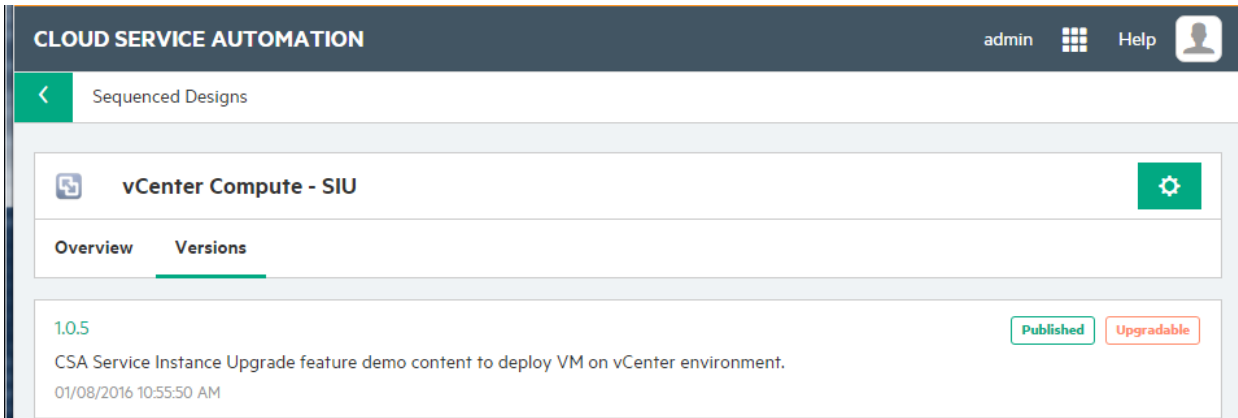 CLOUD SERVICE AUTOMATION admin Help
Sequenced Designs
vCenter Compute - SIU
Overview Versions
1.0.5 Published Upgradable
CSA Service Instance Upgrade feature demo content to deploy VM on vCenter environment.
01/08/2016 10:55:50 AM